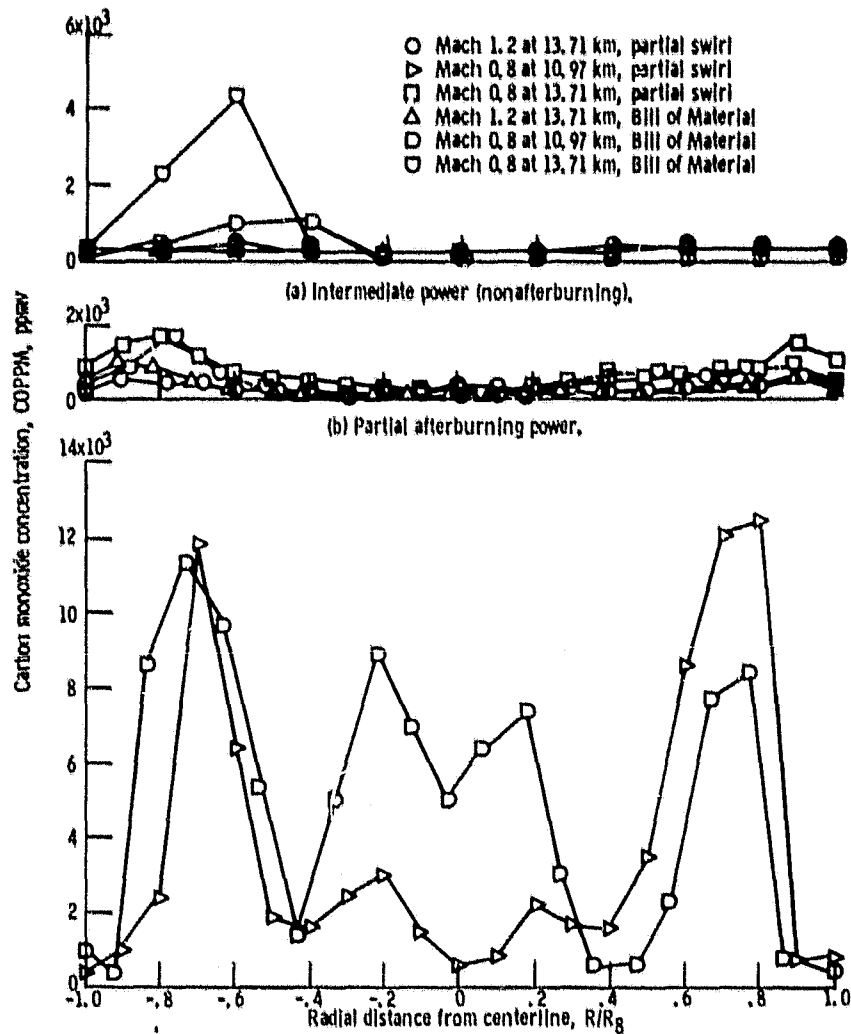 6x10³
4
2
0
Mach 1.2 at 13.71 km, partial swirl
Mach 0.8 at 10.97 km, partial swirl
Mach 0.8 at 13.71 km, partial swirl
Mach 1.2 at 13.71 km, Bill of Material
Mach 0.8 at 10.97 km, Bill of Material
Mach 0.8 at 13.71 km, Bill of Material
(a) Intermediate power (nonafterburning).
2x10³
0
(b) Partial afterburning power.
Carbon monoxide concentration, COPPM, ppmv
14x10³
12
10
8
6
4
2
0
-1.0 -.8 -.6 -.4 -.2 0 .2 .4 .6 .8 1.0
Radial distance from centerline, R/R8